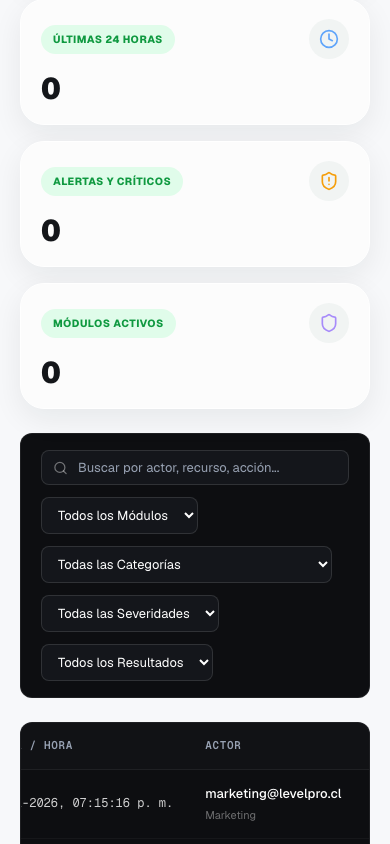 ÚLTIMAS 24 HORAS
0
ALERTAS Y CRÍTICOS
0
MÓDULOS ACTIVOS
0
Buscar por actor, recurso, acción...
Todos los Módulos
Todas las Categorías
Todas las Severidades
Todos los Resultados
/ HORA ACTOR
-2026, 07:15:16 p. m. marketing@levelpro.cl
Marketing